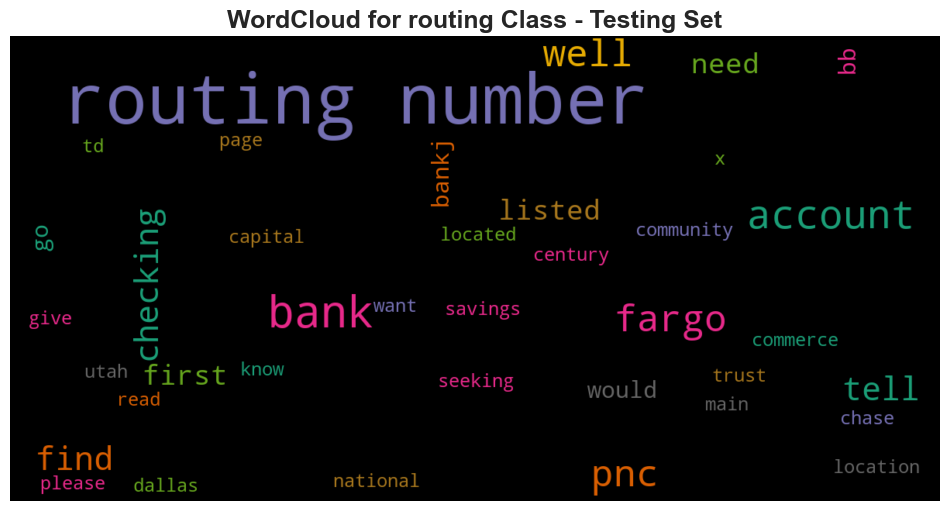 WordCloud for routing Class - Testing Set
well
need
bb
routing number
td
page
bankj
x
listed
account
go
checking
capital
located
community
century
give
bank
want
savings
fargo
commerce
utah
first
know
seeking
would
trust
tell
read
main
chase
find
please
dallas
national
pnc
location